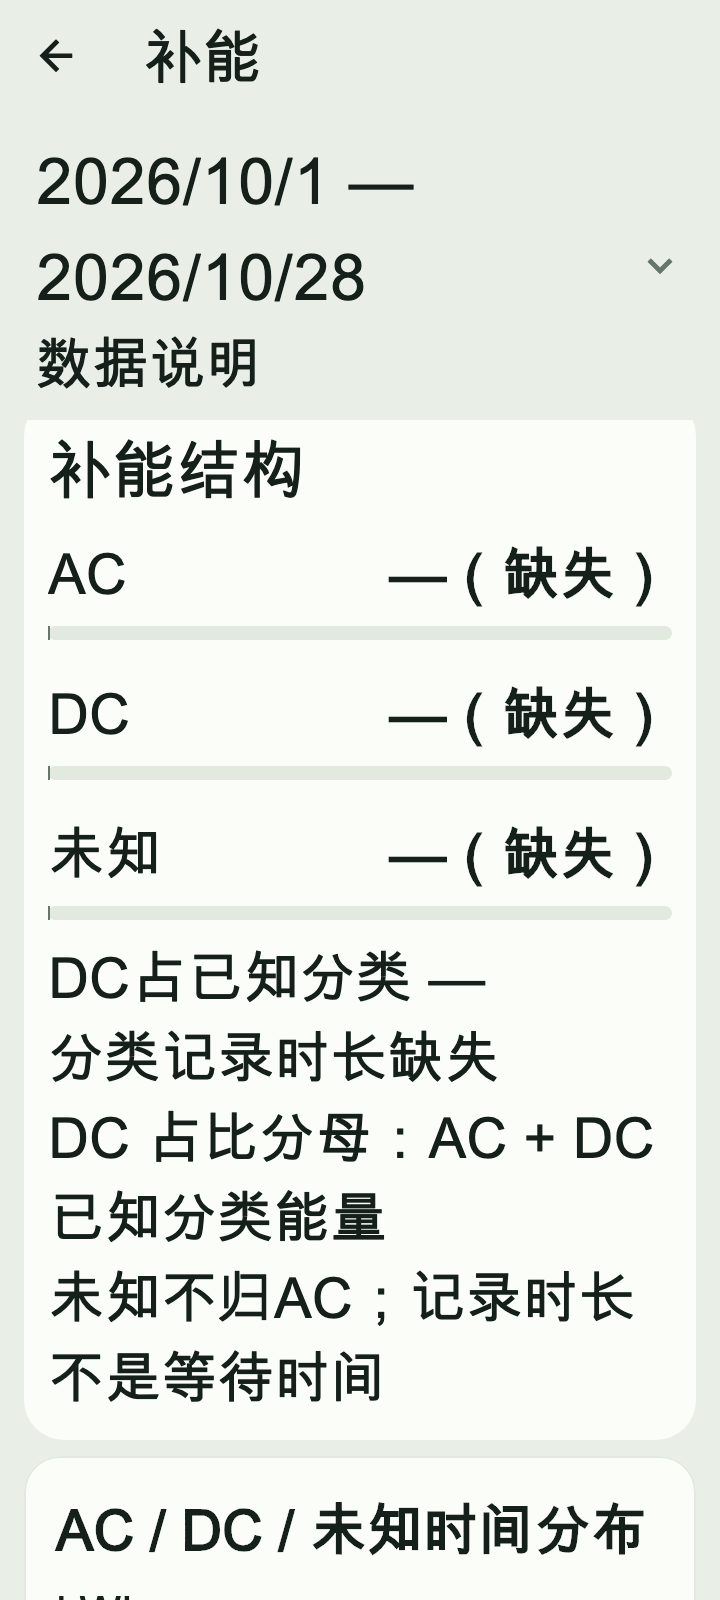 补能
2026/10/1 —
2026/10/28
数据说明
补能结构
AC —（缺失）
DC —（缺失）
未知 —（缺失）
DC占已知分类 —
分类记录时长缺失
DC 占比分母：AC + DC
已知分类能量
未知不归AC；记录时长
不是等待时间
AC / DC / 未知时间分布